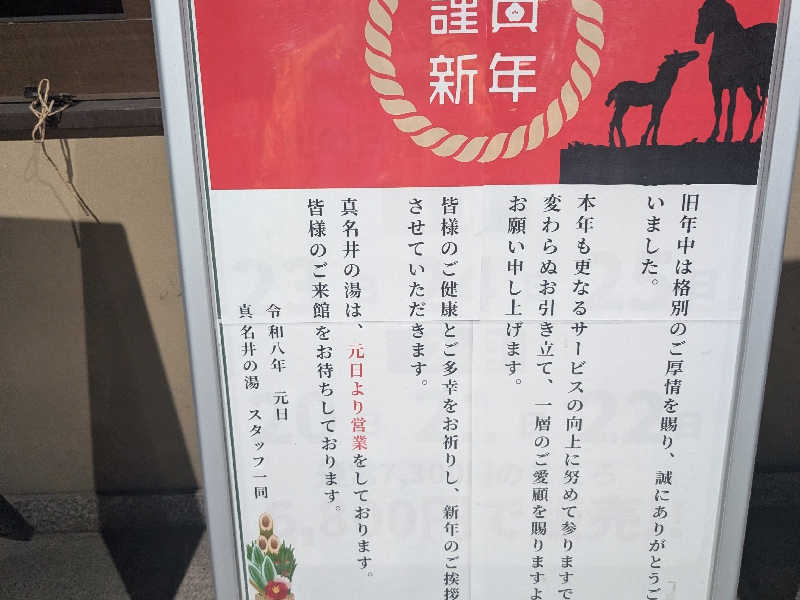 謹賀
新年
旧年中は格別のご厚情を賜り、誠にありがとうご
いました。
本年も更なるサービスの向上に努めて参りますで
変わらぬお引き立て、一層のご愛顧を賜りますよ
お願い申し上げます。
皆様のご健康とご多幸をお祈りし、新年のご挨拶
させていただきます。
真名井の湯は、元日より営業をしております。
皆様のご来館をお待ちしております。
令和八年 元日
真名井の湯 スタッフ一同